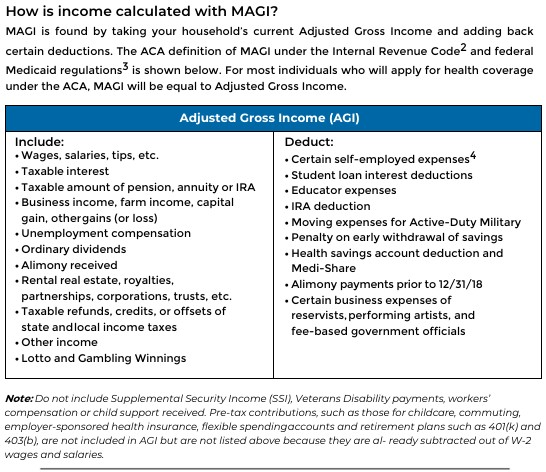 How is income calculated with MAGI?
MAGI is found by taking your household's current Adjusted Gross Income and adding back
certain deductions. The ACA definition of MAGI under the Internal Revenue Code2 and federal
Medicaid regulations3 is shown below. For most individuals who will apply for health coverage
under the ACA, MAGI will be equal to Adjusted Gross Income.
Adjusted Gross Income (AGI)
Include:
• Wages, salaries, tips, etc.
• Taxable interest
• Taxable amount of pension, annuity or IRA
• Business income, farm income, capital
gain, othergains (or loss)
• Unemployment compensation
• Ordinary dividends
• Alimony received
• Rental real estate, royalties,
partnerships, corporations, trusts, etc.
• Taxable refunds, credits, or offsets of
state andlocal income taxes
• Other income
• Lotto and Gambling Winnings
Deduct:
• Certain self-employed expenses4
• Student loan interest deductions
• Educator expenses
• IRA deduction
• Moving expenses for Active-Duty Military
• Penalty on early withdrawal of savings
• Health savings account deduction and
Medi-Share
• Alimony payments prior to 12/31/18
• Certain business expenses of
reservists,performing artists, and
fee-based government officials
Note: Do not include Supplemental Security Income (SSI), Veterans Disability payments, workers'
compensation or child support received. Pre-tax contributions, such as those for childcare, commuting,
employer-sponsored health insurance, flexible spendingaccounts and retirement plans such as 401(k) and
403(b), are not included in AGI but are not listed above because they are al- ready subtracted out of W-2
wages and salaries.